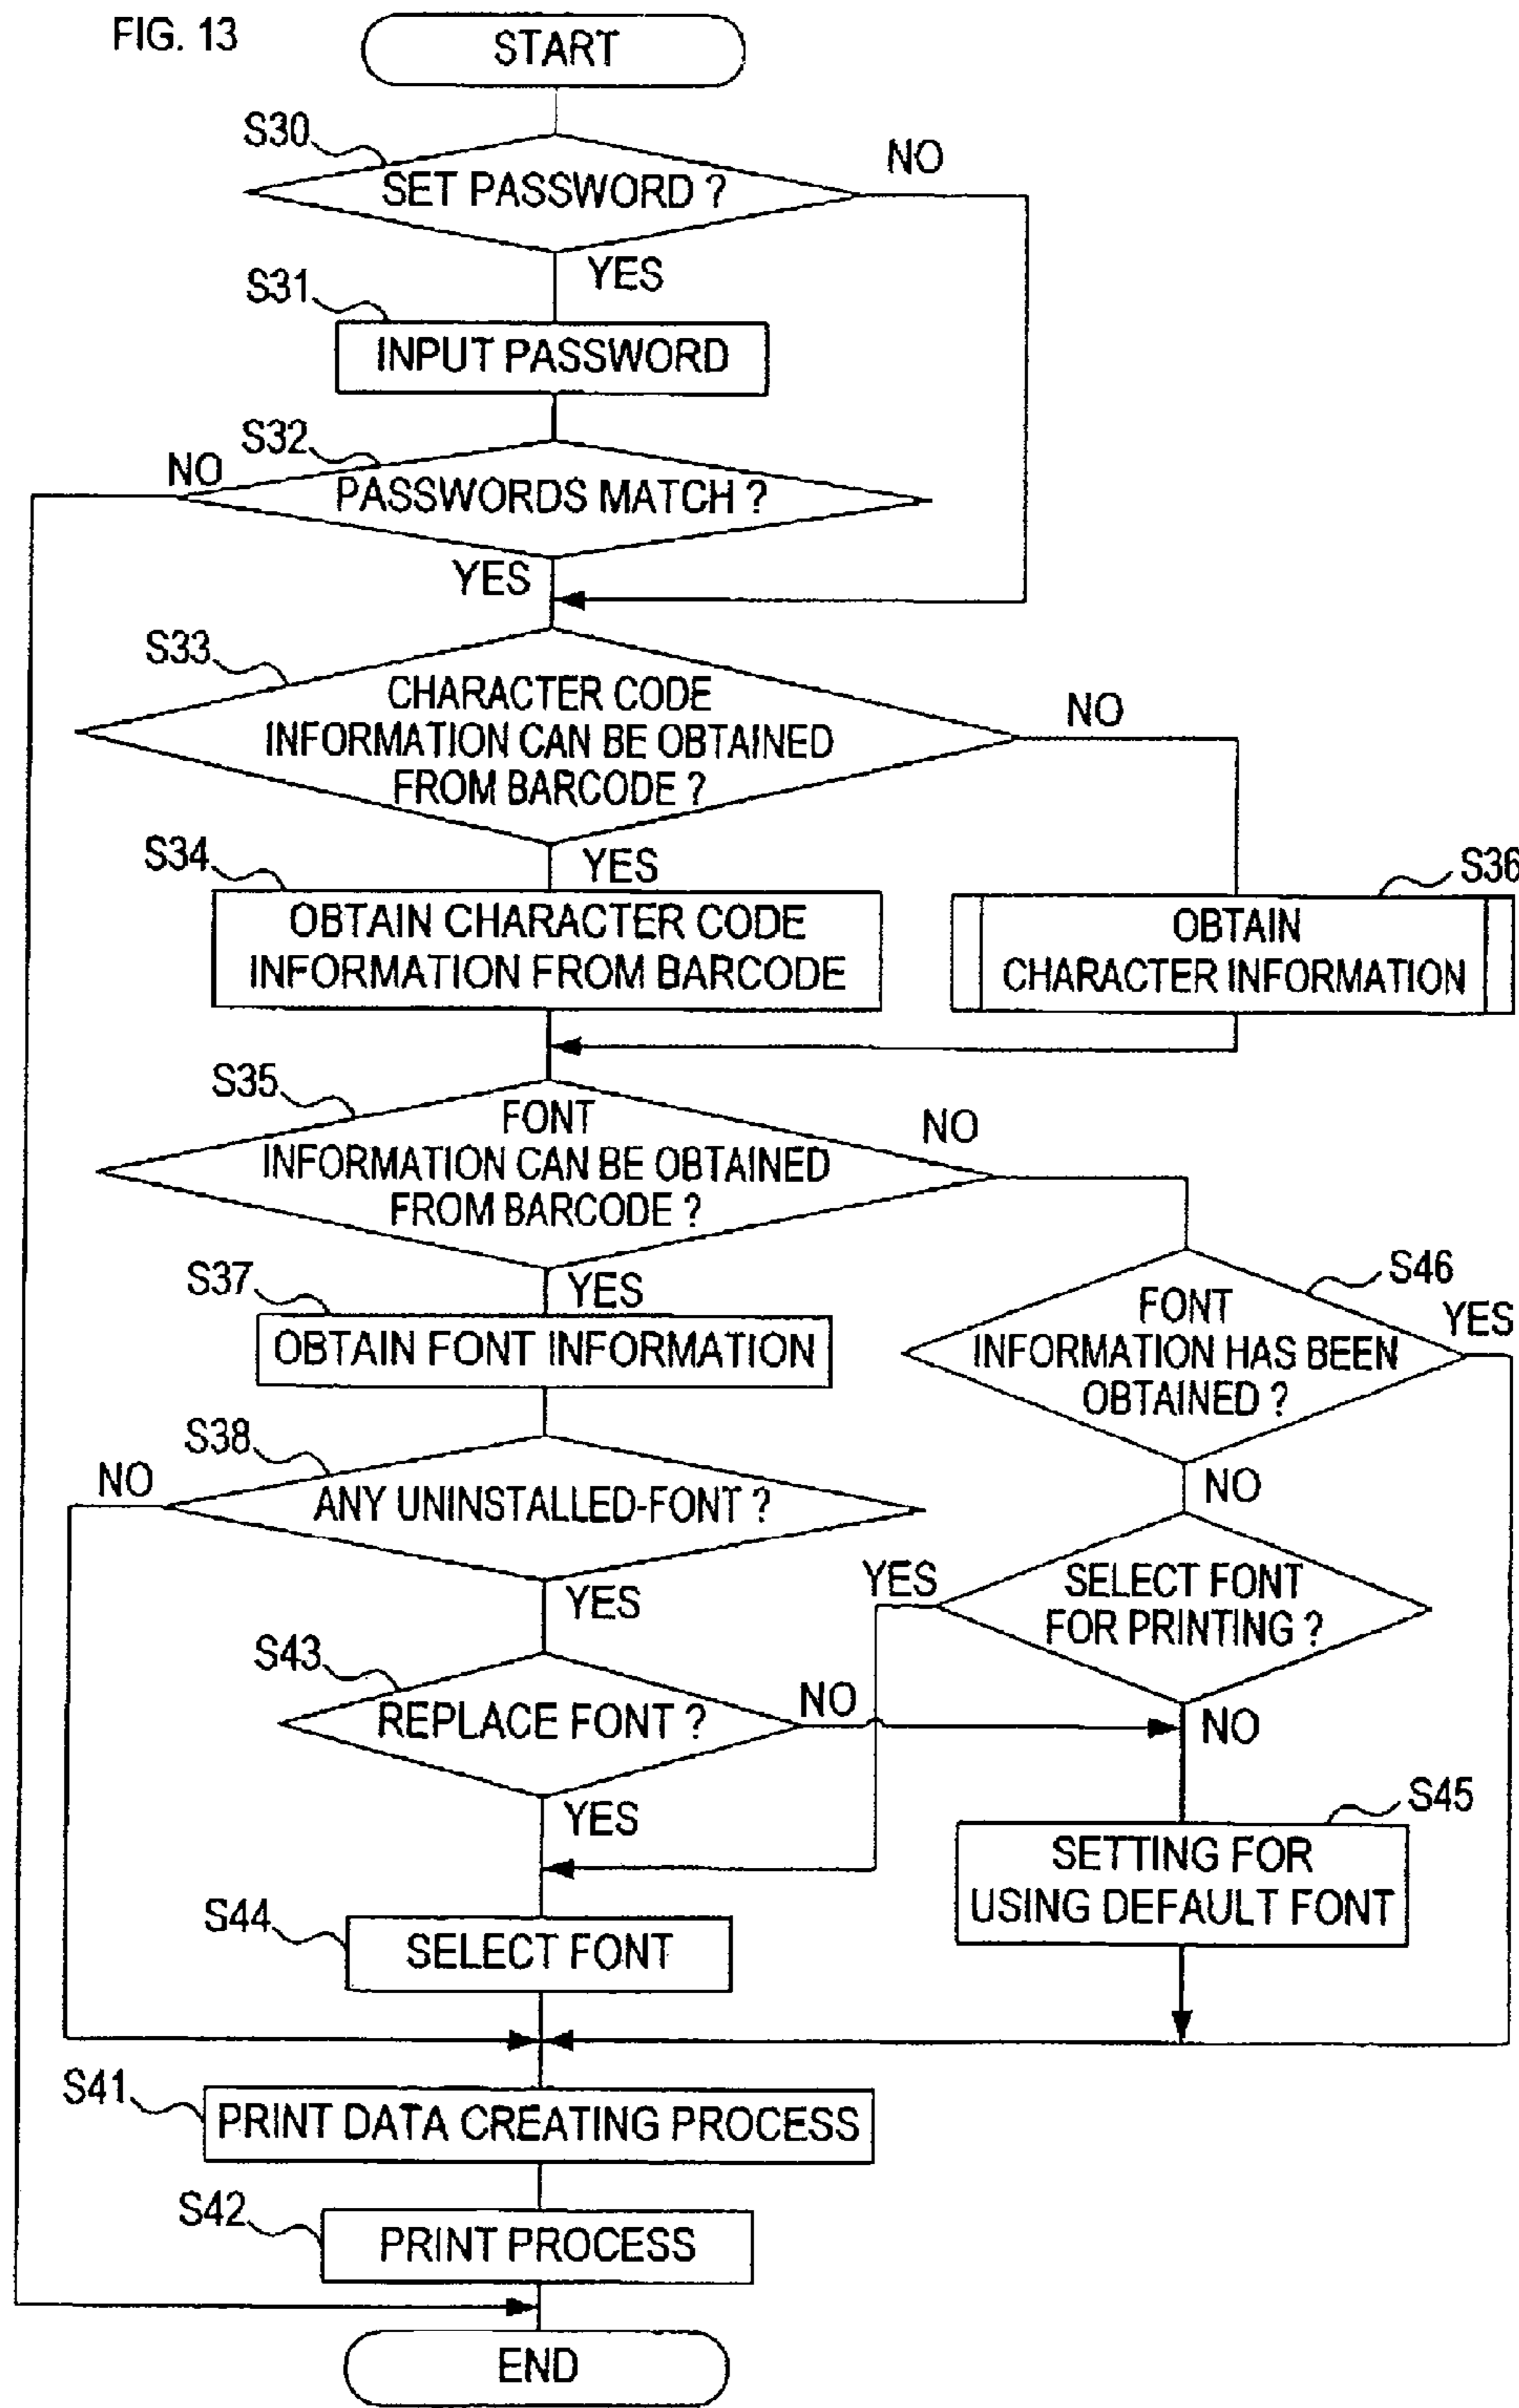 FIG. 13
START
S30
SET PASSWORD ?
NO
YES
S31
INPUT PASSWORD
S32
NO
PASSWORDS MATCH ?
YES
S33
CHARACTER CODE
INFORMATION CAN BE OBTAINED
FROM BARCODE ?
NO
YES
S34
OBTAIN CHARACTER CODE
INFORMATION FROM BARCODE
S36
OBTAIN
CHARACTER INFORMATION
S35
FONT
INFORMATION CAN BE OBTAINED
FROM BARCODE ?
NO
YES
S37
OBTAIN FONT INFORMATION
S46
FONT
INFORMATION HAS BEEN
OBTAINED ?
YES
NO
S38
NO
ANY UNINSTALLED-FONT ?
YES
YES
SELECT FONT
FOR PRINTING ?
NO
S43
REPLACE FONT ?
NO
YES
S45
SETTING FOR
USING DEFAULT FONT
S44
SELECT FONT
S41
PRINT DATA CREATING PROCESS
S42
PRINT PROCESS
END